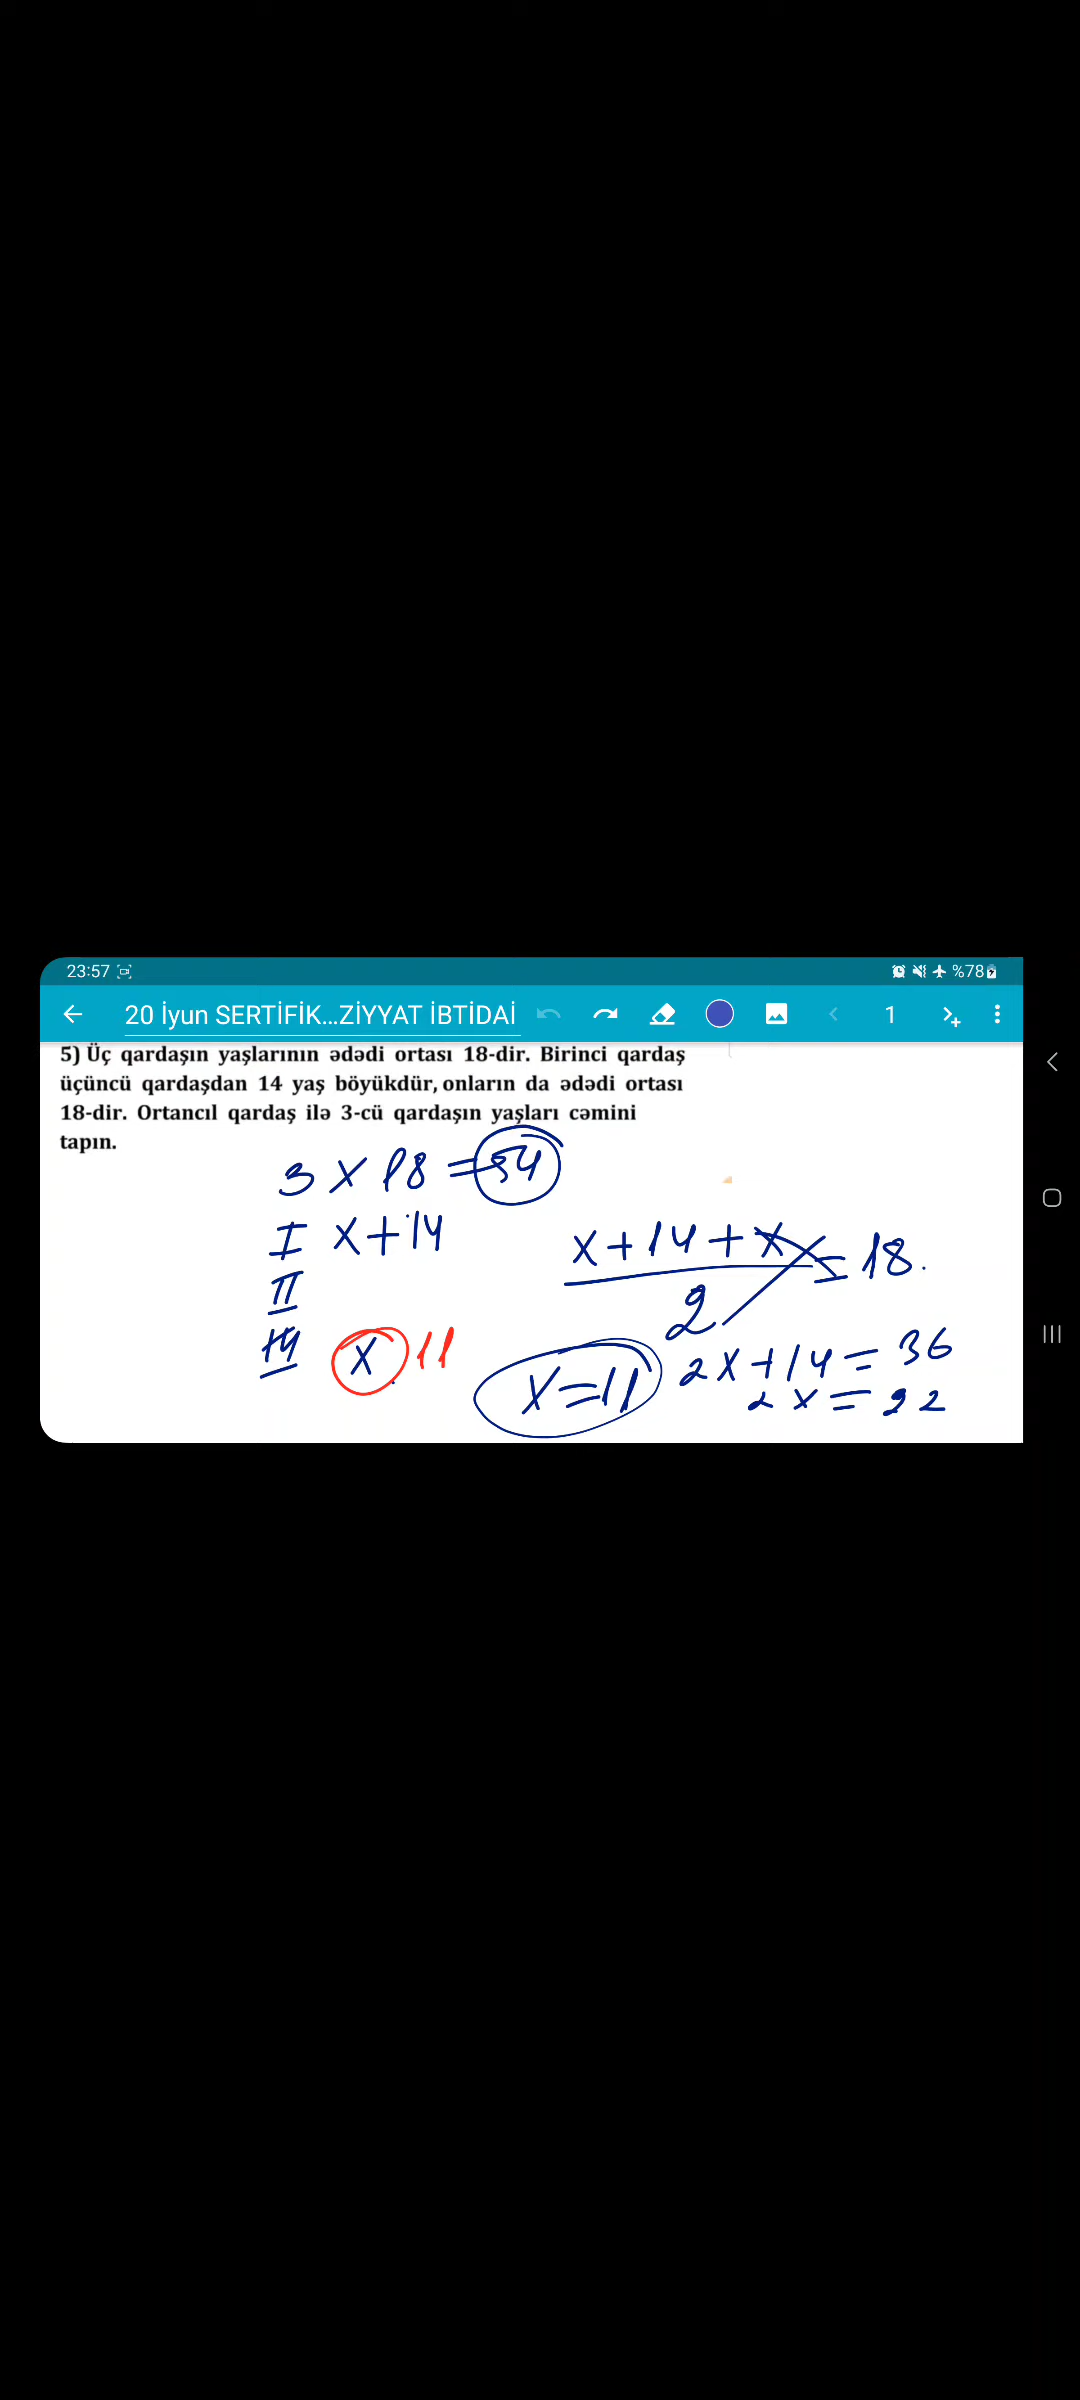 23:57 %78
20 İyun SERTİFİK...ZİYYAT İBTİDAİ 1
5) Üç qardaşın yaşlarının ədədi ortası 18-dir. Birinci qardaş
üçüncü qardaşdan 14 yaş böyükdür, onların da ədədi ortası
18-dir. Ortancıl qardaş ilə 3-cü qardaşın yaşları cəmini
tapın.
3 x 18 = 54
I x+14
x+14+x = 18.
2
II
III x 11
2x+14=36
x=11
2x=22